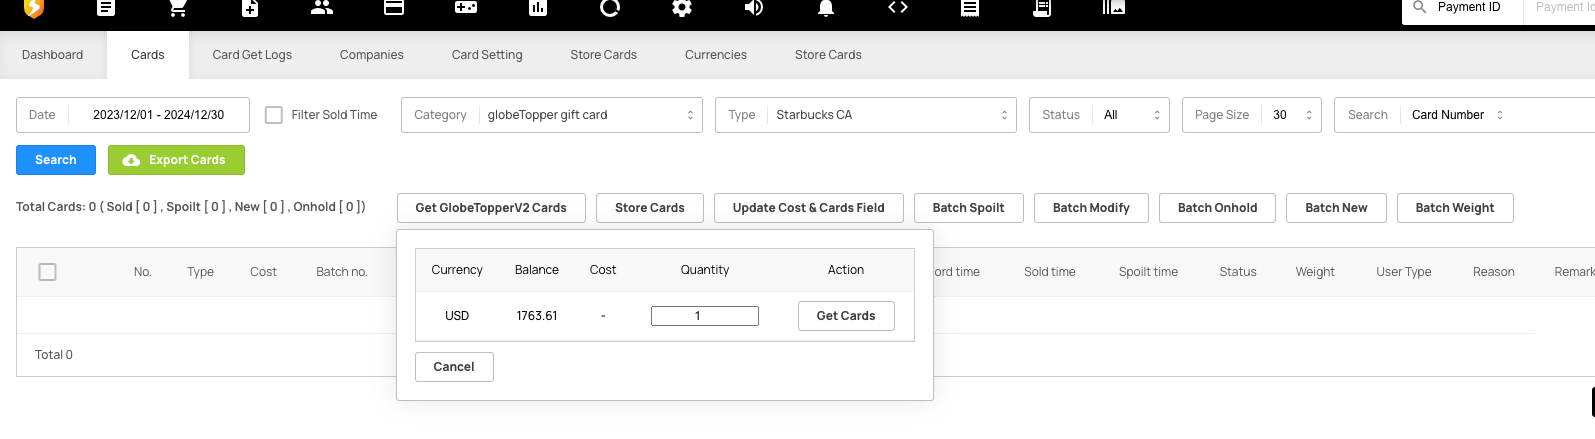 Payment ID Payment Id
Dashboard Cards Card Get Logs Companies Card Setting Store Cards Currencies Store Cards
Date 2023/12/01 - 2024/12/30 Filter Sold Time Category globeTopper gift card Type Starbucks CA Status All Page Size 30 Search Card Number
Search Export Cards
Total Cards: 0 ( Sold [ 0 ] , Spoilt [ 0 ] , New [ 0 ] , Onhold [ 0 ] ) Get GlobeTopperV2 Cards Store Cards Update Cost & Cards Field Batch Spoilt Batch Modify Batch Onhold Batch New Batch Weight
No. Type Cost Batch no. ord time Sold time Spoilt time Status Weight User Type Reason Remark
Currency Balance Cost Quantity Action
USD 1763.61 - 1 Get Cards
Total 0
Cancel